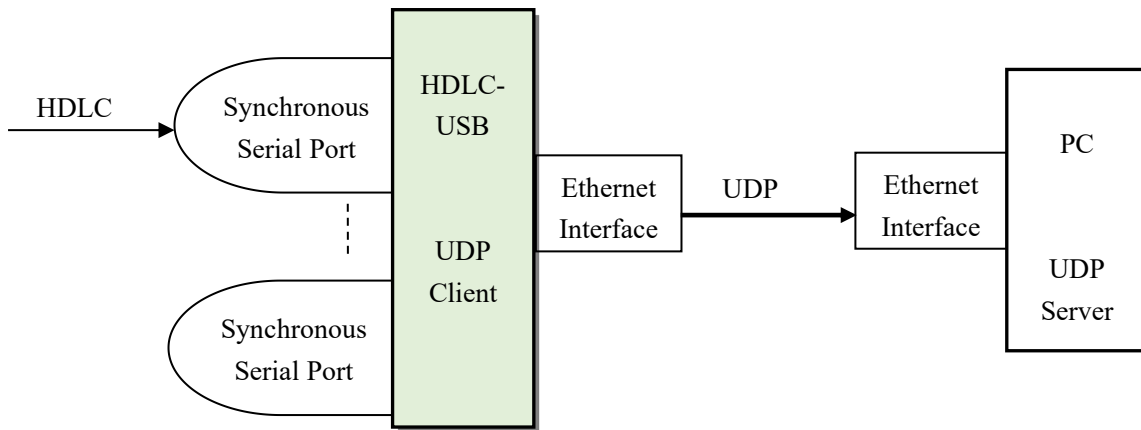 HDLC
Synchronous
Serial Port
Synchronous
Serial Port
HDLC-
USB
UDP
Client
Ethernet
Interface
UDP
Ethernet
Interface
PC
UDP
Server